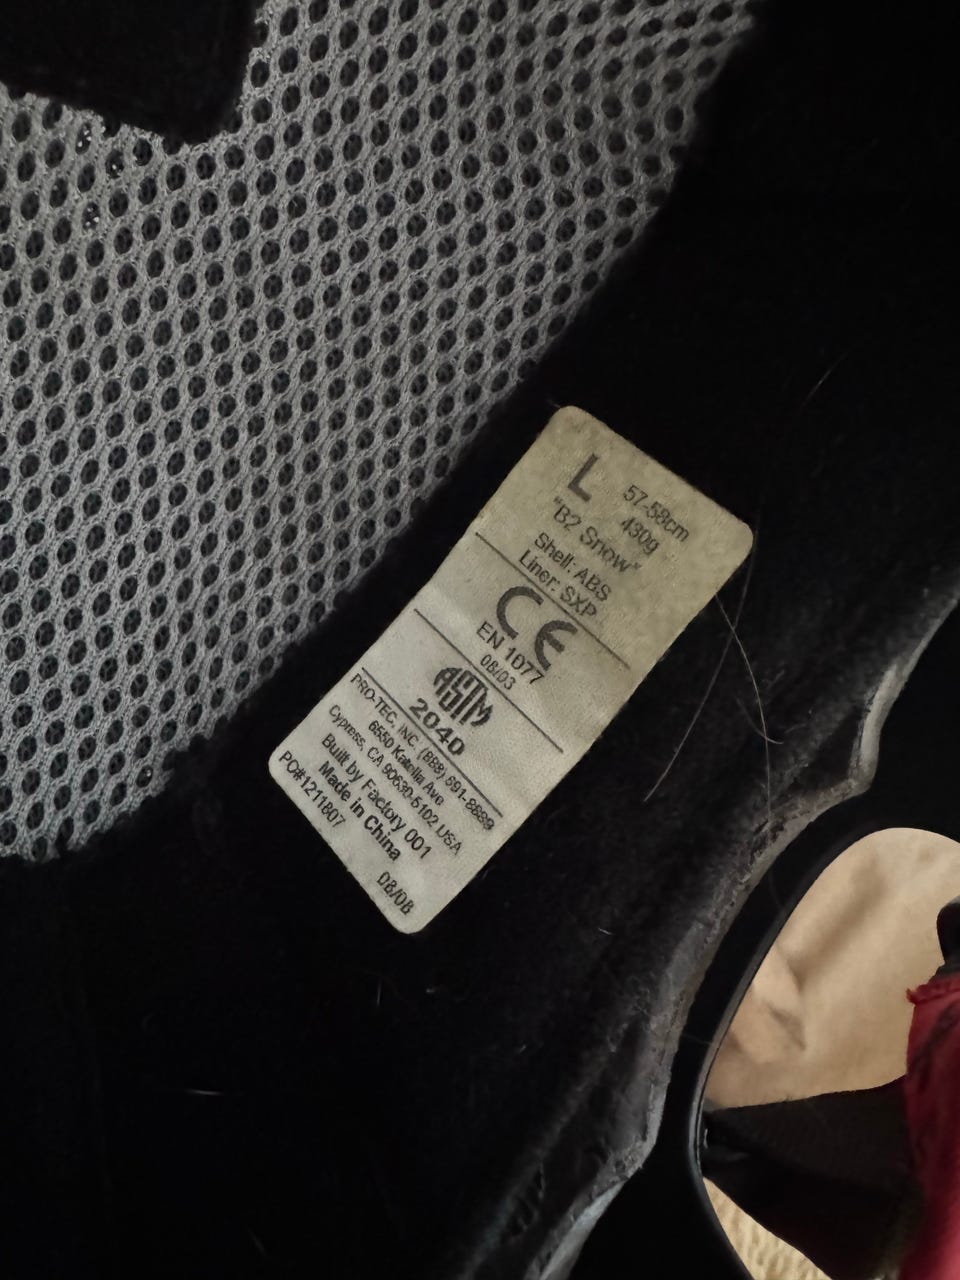 L 57-58cm
430g
"B2 Snow"
Shell: ABS
Liner: SXP
CE
EN 1077
08/03
ASTM
2040
PRO-TEC, INC. (888) 691-8889
6550 Katella Ave
Cypress, CA 90630-5102 USA
Built by Factory 001
Made in China
PO#1211807
08/08